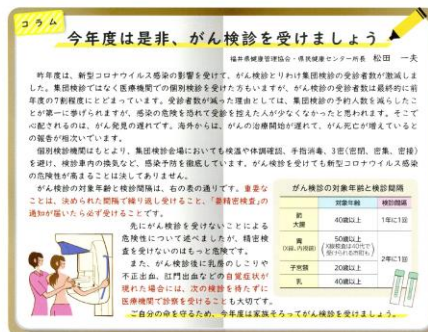 コラム
今年度は是非、がん検診を受けましょう
福井県健康管理協会・県民健康センター所長 松田 一夫
昨年度は、新型コロナウイルス感染の影響を受けて、がん検診とりわけ集団検診の受診者数が激減しま
した。集団検診ではなく医療機関での個別検診を受けた方もいますが、がん検診の受診者数は最終的に前
年度の7割程度にとどまっています。受診者数が減った理由としては、集団検診の予約人数を減らしたこ
とが第一に挙げられますが、感染の危険を恐れて受診を控えた人が少なくなかったと思われます。そこで
心配されるのは、がん発見の遅れです。海外からは、がんの治療開始が遅れて、がん死亡が増えていると
の報告が相次いでいます。
個別検診機関はもとより、集団検診会場においても検温や体調確認、手指消毒、3密(密閉、密集、密接)
を避け、検診車内の換気など、感染予防を徹底しています。がん検診を受けても新型コロナウイルス感染
の危険性が高まることは決してありません。
がん検診の対象年齢と検診間隔は、右の表の通りです。重要な
ことは、決められた間隔で繰り返し受けること、「要精密検査」の
通知が届いたら必ず受けることです。
先にがん検診を受けないことによる
危険性について述べましたが、精密検
査を受けないのはもっと危険です。
また、がん検診後に乳房のしこりや
不正出血、肛門出血などの自覚症状が
現れた場合には、次の検診を待たずに
医療機関で診察を受けることも大切です。
ご自分の命を守るため、今年度は家族そろってがん検診を受けましょう。
がん検診の対象年齢と検診間隔
対象年齢 検診間隔
肺
大腸 40歳以上 1年に1回
胃 50歳以上
2年に1回
子宮頸 20歳以上
乳 40歳以上